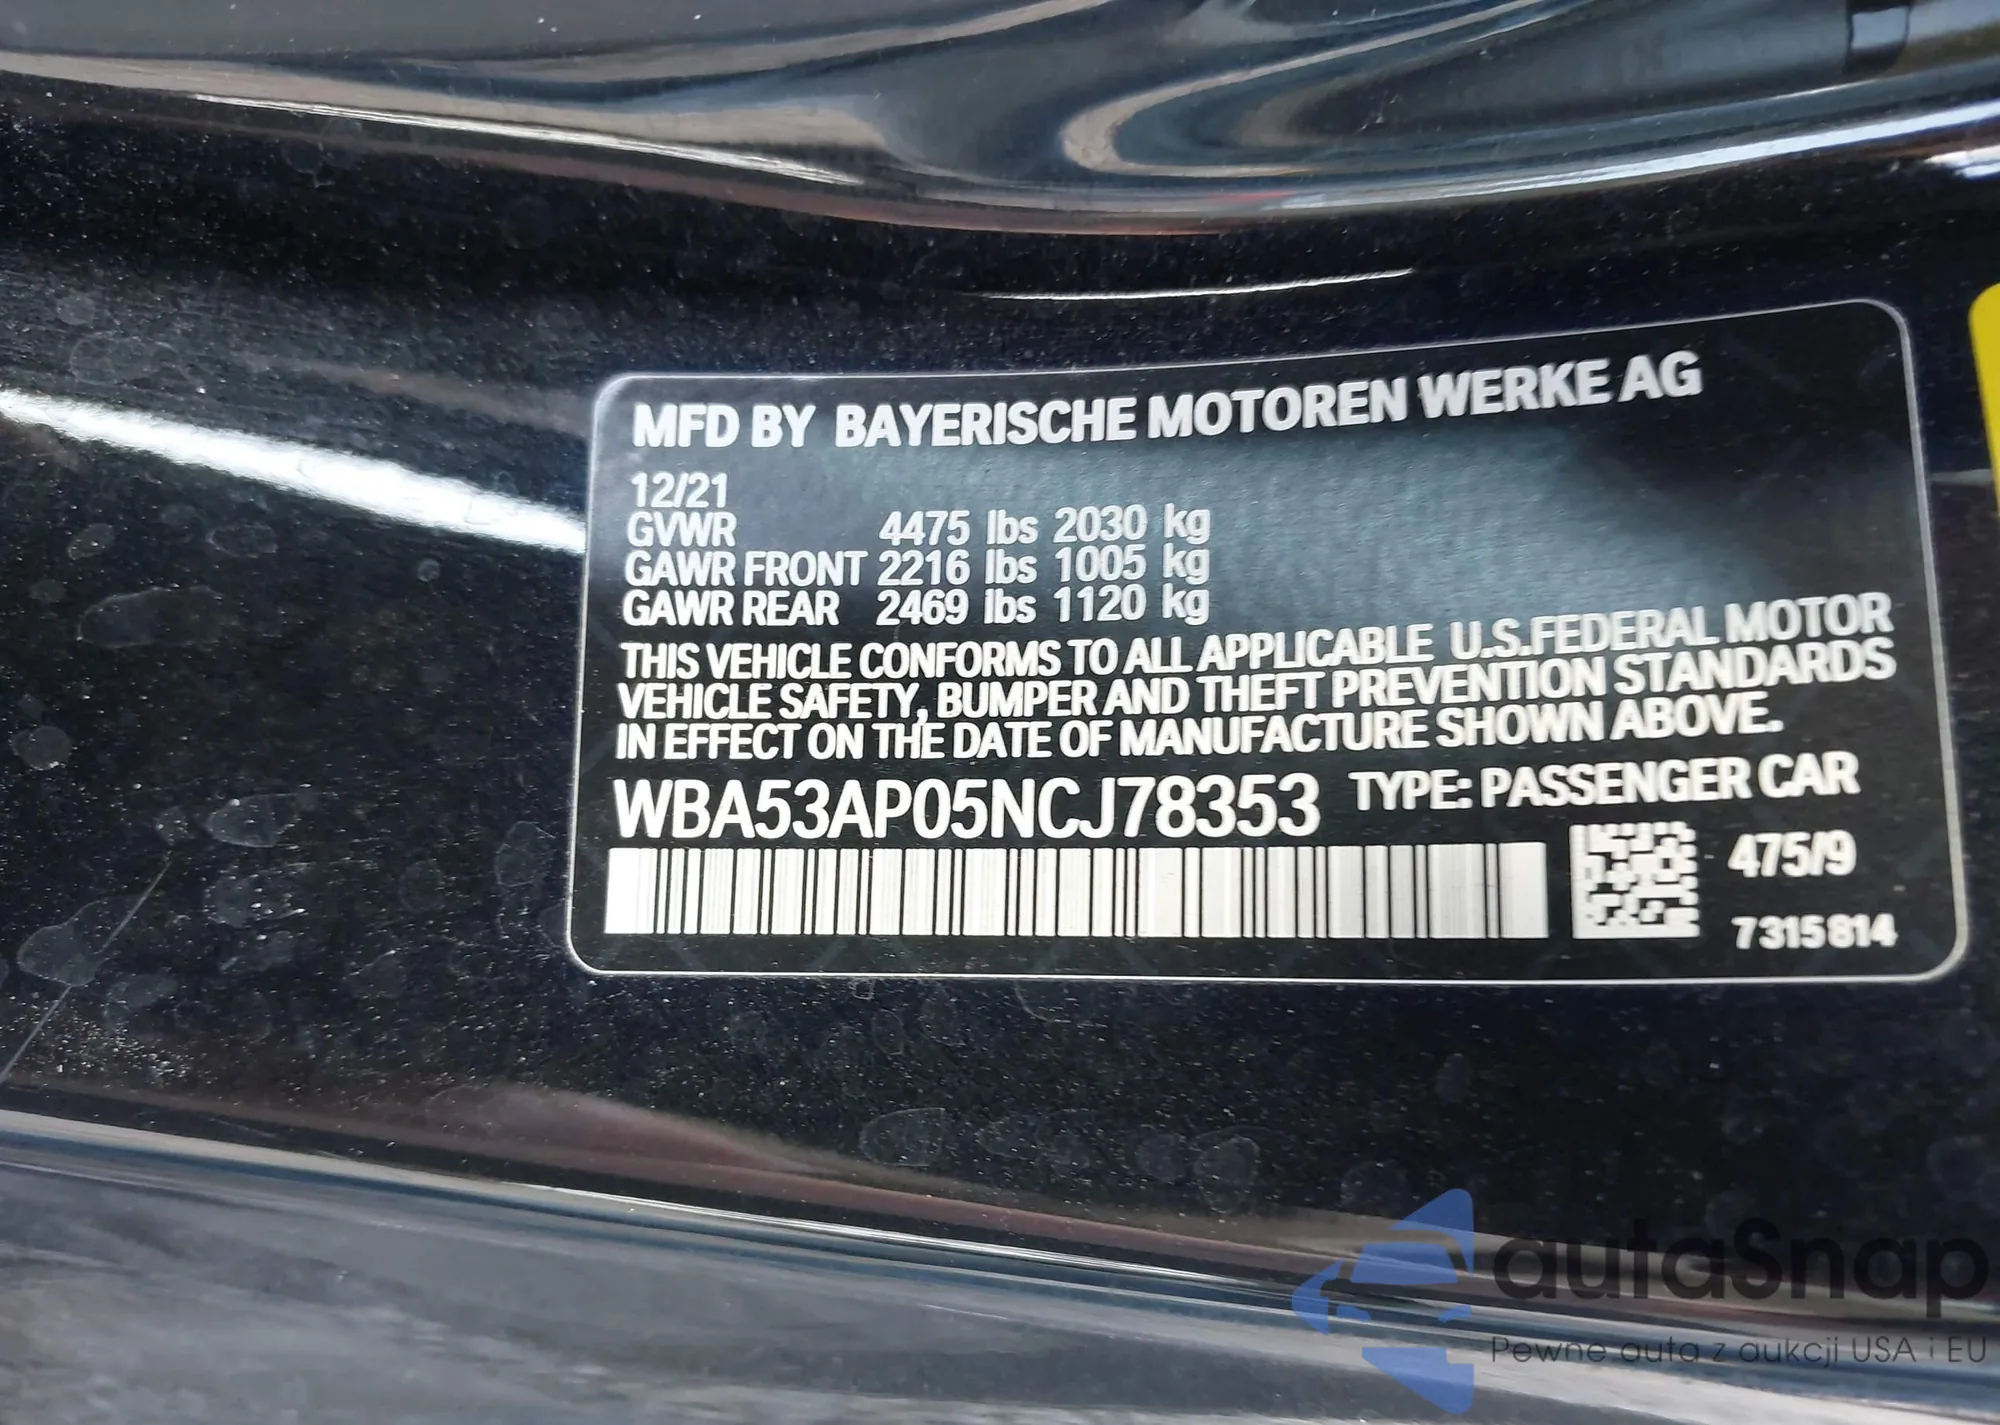 MFD BY BAYERISCHE MOTOREN WERKE AG
12/21
GVWR 4475 lbs 2030 kg
GAWR FRONT 2216 lbs 1005 kg
GAWR REAR 2469 lbs 1120 kg
THIS VEHICLE CONFORMS TO ALL APPLICABLE U.S.FEDERAL MOTOR
VEHICLE SAFETY, BUMPER AND THEFT PREVENTION STANDARDS
IN EFFECT ON THE DATE OF MANUFACTURE SHOWN ABOVE.
WBA53AP05NCJ78353 TYPE: PASSENGER CAR
475/9
7315814
autaSnap
Pewne auta z aukcji USA i EU